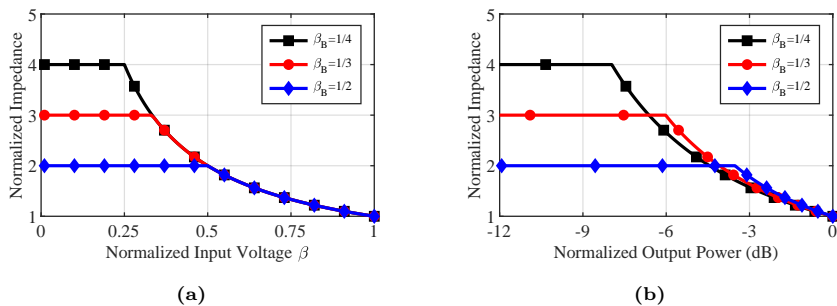 5
4
3
2
1
Normalized Impedance
β_B=1/4
β_B=1/3
β_B=1/2
0
0.25
0.5
0.75
1
Normalized Input Voltage β
(a)
5
4
3
2
1
Normalized Impedance
β_B=1/4
β_B=1/3
β_B=1/2
-12
-9
-6
-3
0
Normalized Output Power (dB)
(b)